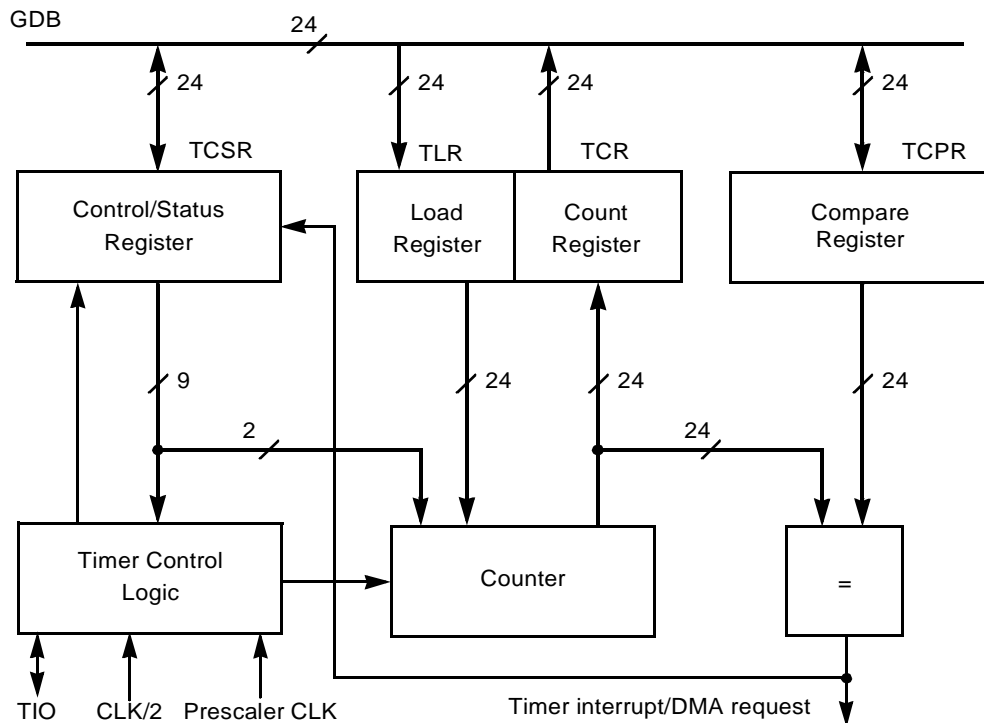 GDB
24
24
24
24
24
TCSR
TLR
TCR
TCPR
Control/Status
Register
Load
Register
Count
Register
Compare
Register
9
24
24
24
2
24
Timer Control
Logic
Counter
=
TIO
CLK/2
Prescaler CLK
Timer interrupt/DMA request